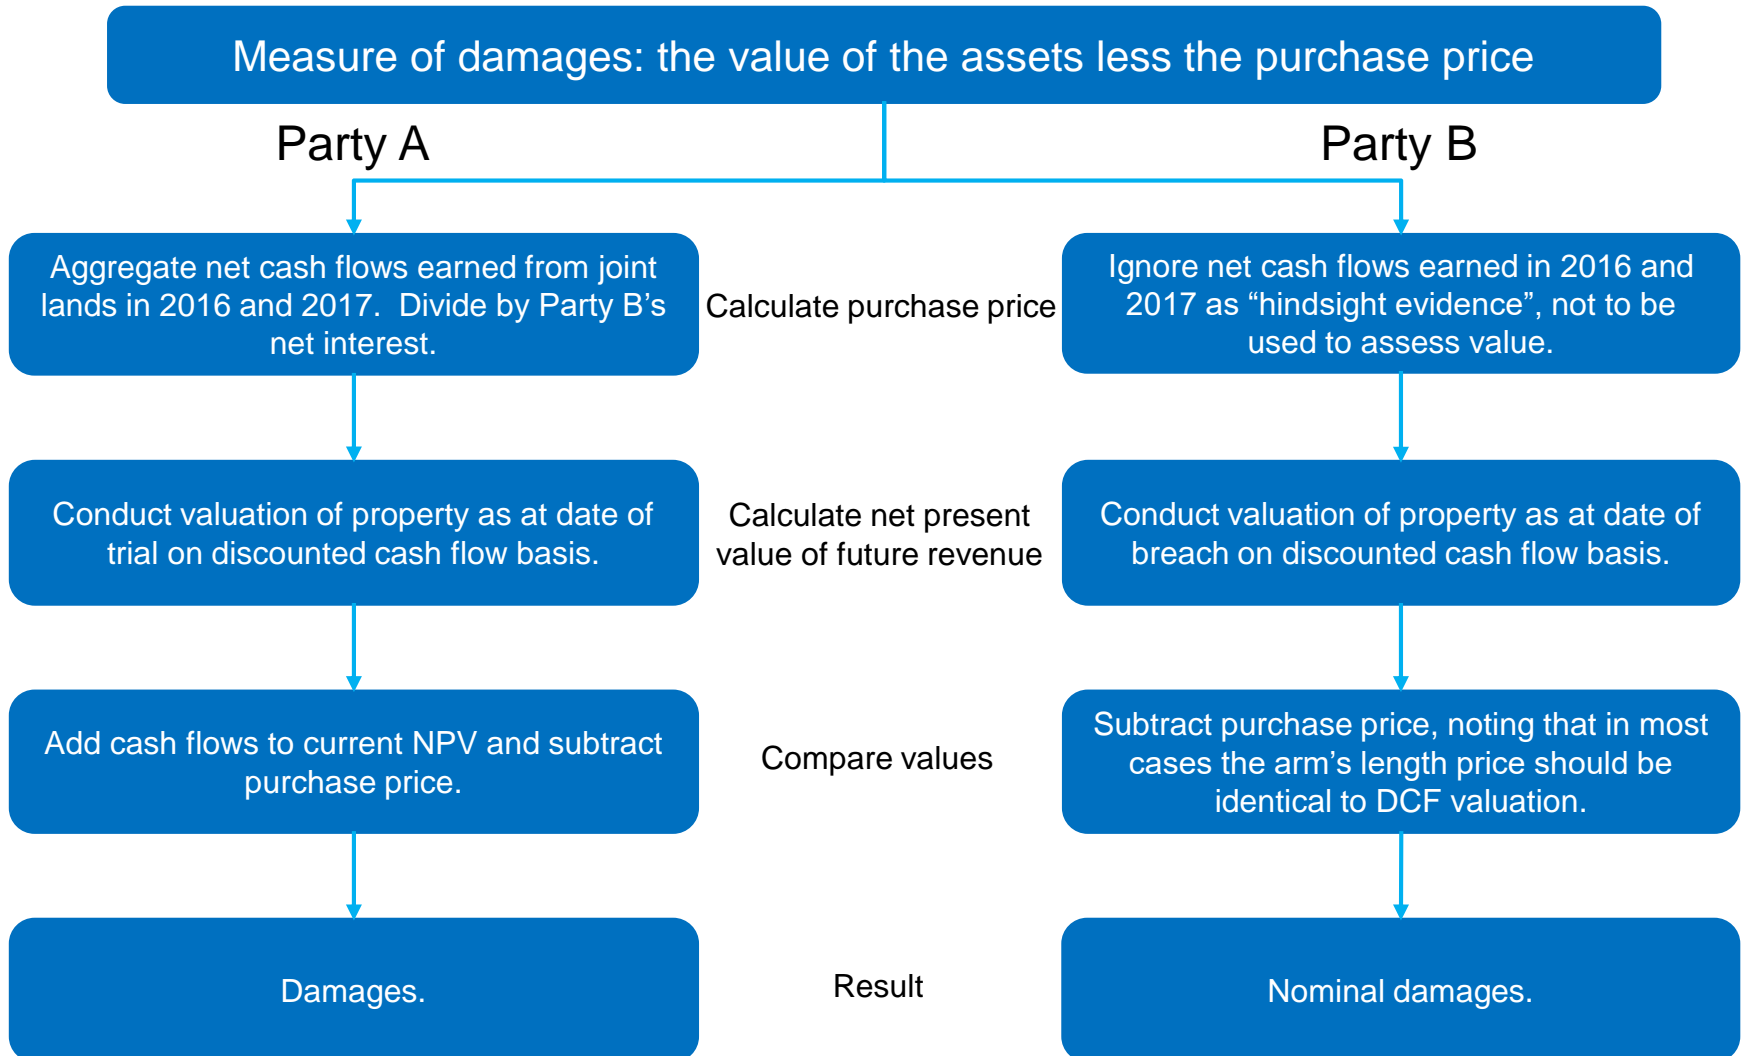 Measure of damages: the value of the assets less the purchase price
Party A
Party B
Aggregate net cash flows earned from joint
lands in 2016 and 2017.  Divide by Party B’s
net interest.
Calculate purchase price
Ignore net cash flows earned in 2016 and
2017 as “hindsight evidence”, not to be
used to assess value.
Conduct valuation of property as at date of
trial on discounted cash flow basis.
Calculate net present
value of future revenue
Conduct valuation of property as at date of
breach on discounted cash flow basis.
Add cash flows to current NPV and subtract
purchase price.
Compare values
Subtract purchase price, noting that in most
cases the arm’s length price should be
identical to DCF valuation.
Damages.
Result
Nominal damages.